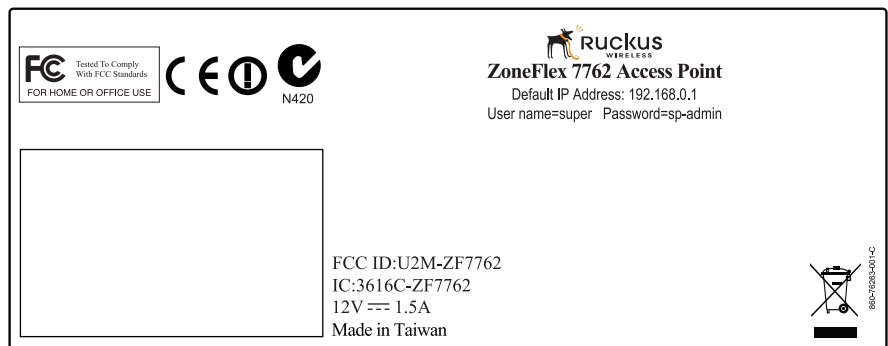 FC Tested To Comply
With FCC Standards
FOR HOME OR OFFICE USE
CE
N420
Ruckus
WIRELESS
ZoneFlex 7762 Access Point
Default IP Address: 192.168.0.1
User name=super Password=sp-admin
FCC ID:U2M-ZF7762
IC:3616C-ZF7762
12V ⎓ 1.5A
Made in Taiwan
860-76263-001-C